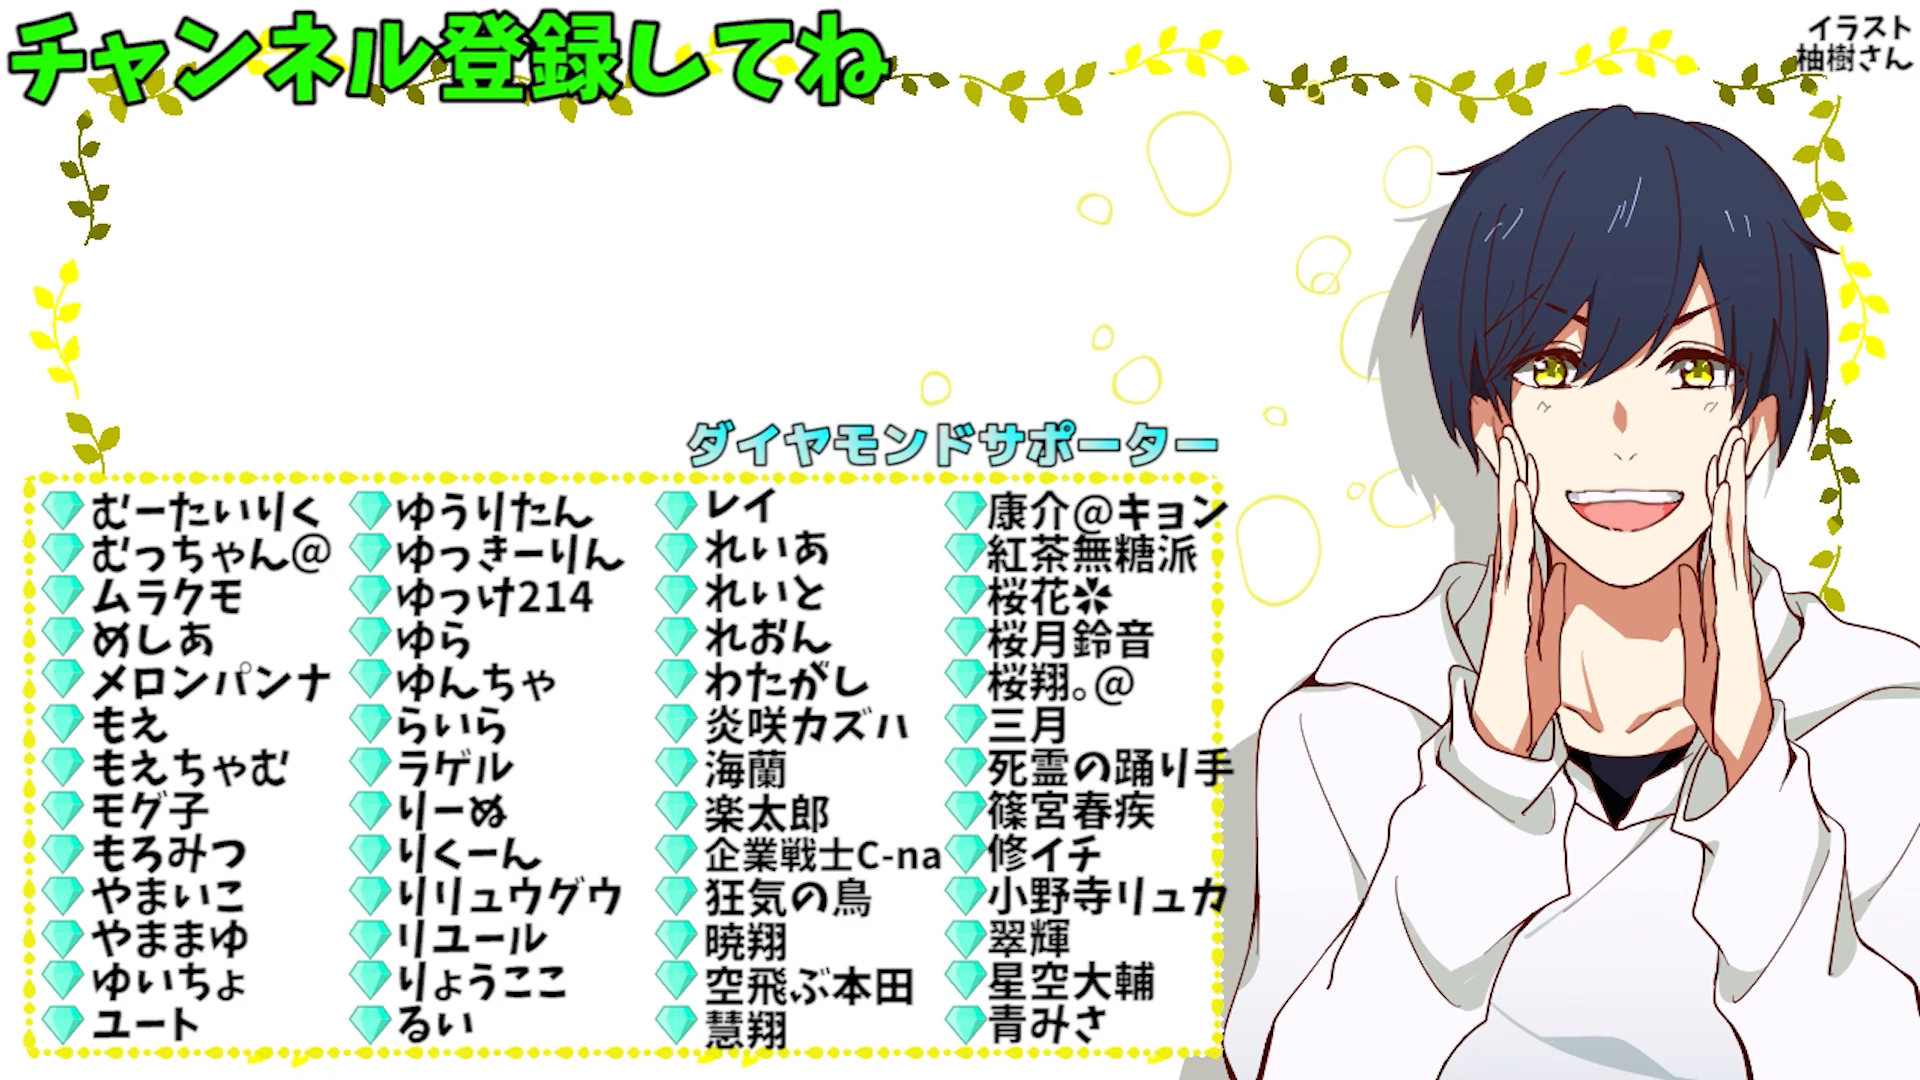 チャンネル登録してね
イラスト
柚樹さん
ダイヤモンドサポーター
むーたいりく
むっちゃん@
ムラクモ
めしあ
メロンパンナ
もえ
もえちゃむ
モグ子
もろみつ
やまいこ
やままゆ
ゆいちょ
ユート
ゆうりたん
ゆっきーりん
ゆっけ214
ゆら
ゆんちゃ
らいら
ラゲル
りーぬ
りくーん
りリュウグウ
リユール
りょうここ
るい
レイ
れいあ
れいと
れおん
わたがし
炎咲カズハ
海蘭
楽太郎
企業戦士C-na
狂気の鳥
暁翔
空飛ぶ本田
慧翔
康介@キョン
紅茶無糖派
桜花✲
桜月鈴音
桜翔。@
三月
死霊の踊り手
篠宮春疾
修イチ
小野寺リュカ
翠輝
星空大輔
青みさ